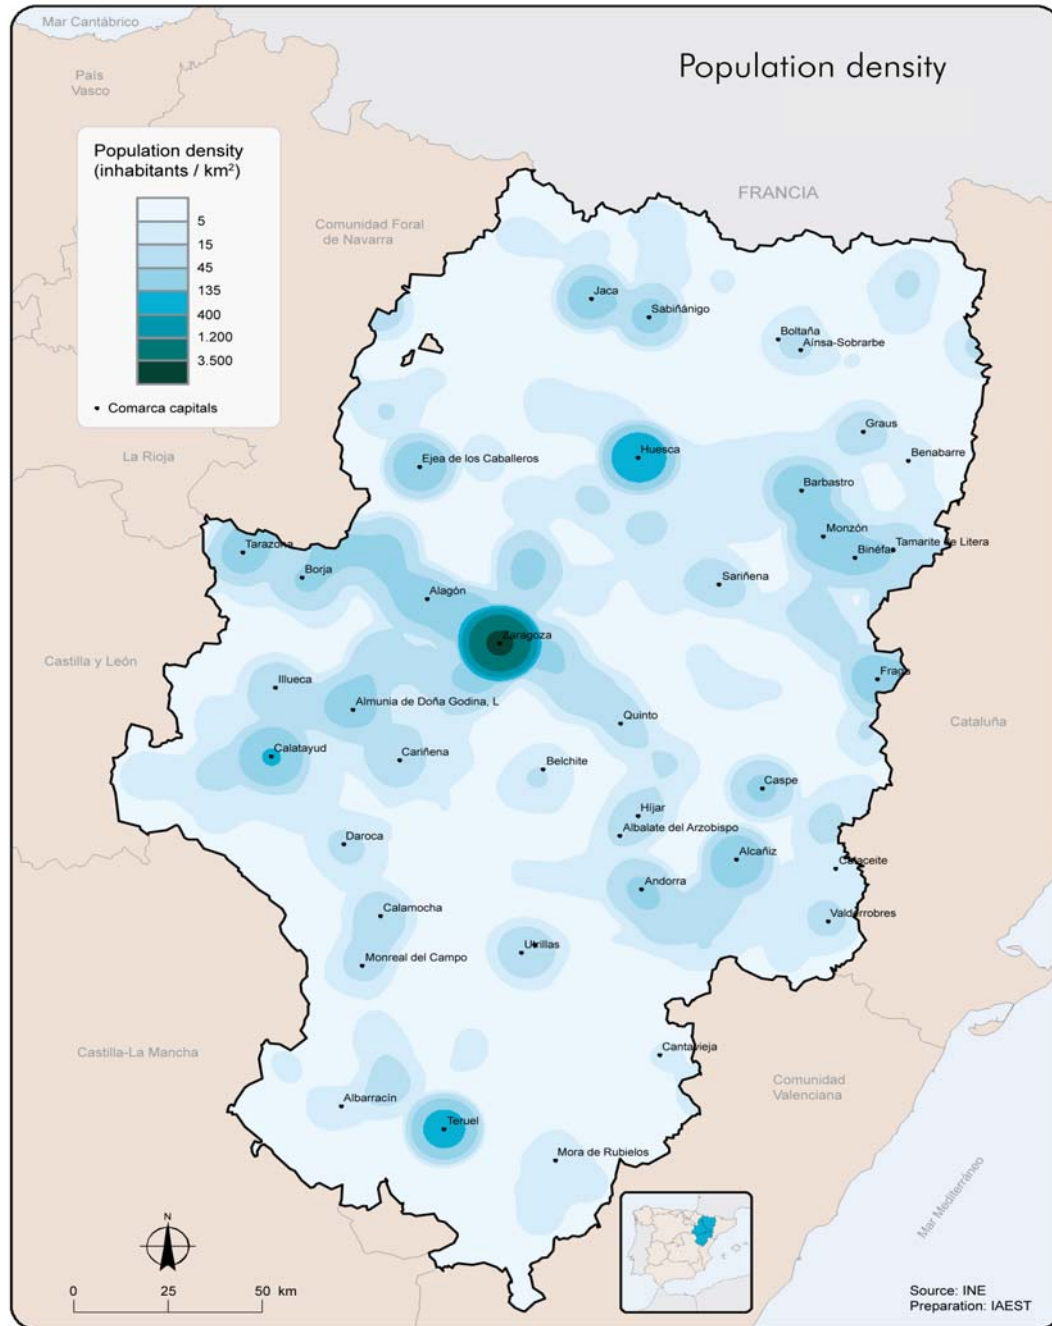 Mar Cantábrico
Population density
País
Vasco
Population density
(inhabitants / km²)
5
15
45
135
400
1.200
3.500
Comarca capitals
FRANCIA
Comunidad Foral
de Navarra
La Rioja
Castilla y León
Castilla-La Mancha
Cataluña
Comunidad
Valenciana
Mar Mediterráneo
Jaca
Sabiñánigo
Boltaña
Aínsa-Sobrarbe
Graus
Benabarre
Huesca
Ejea de los Caballeros
Barbastro
Monzón
Tamarite de Litera
Binéfar
Tarazona
Borja
Alagón
Sariñena
Zaragoza
Fraga
Illueca
Almunia de Doña Godina, L
Quinto
Calatayud
Cariñena
Belchite
Caspe
Híjar
Albalate del Arzobispo
Daroca
Alcañiz
Calaceite
Andorra
Calamocha
Valderrobres
Utrillas
Monreal del Campo
Cantavieja
Albarracín
Teruel
Mora de Rubielos
N
0 25 50 km
Source: INE
Preparation: IAEST